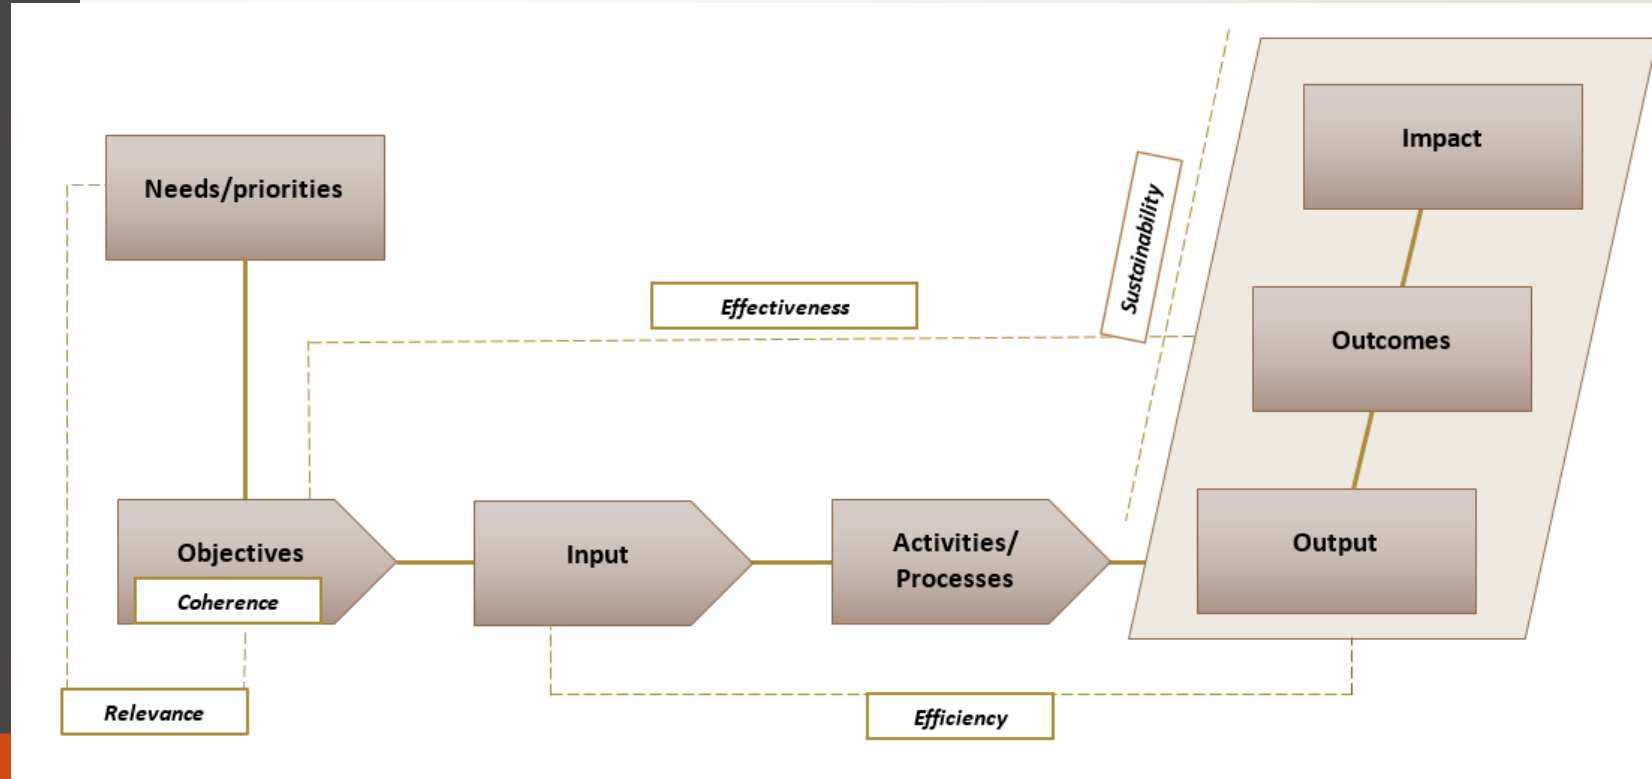 Needs/priorities
Impact
Sustainability
Effectiveness
Outcomes
Objectives
Coherence
Input
Activities/
Processes
Output
Relevance
Efficiency